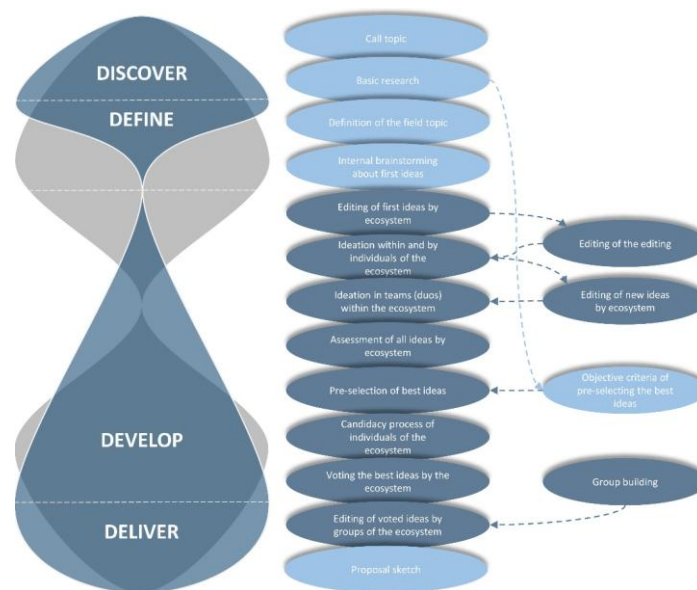 DISCOVER
DEFINE
DEVELOP
DELIVER
Call topic
Basic research
Definition of the field topic
Internal brainstorming
about first ideas
Editing of first ideas by
ecosystem
Ideation within and by
individuals of the
ecosystem
Ideation in teams (duos)
within the ecosystem
Assessment of all ideas by
ecosystem
Pre-selection of best ideas
Candidacy process of
individuals of the
ecosystem
Voting the best ideas by the
ecosystem
Editing of voted ideas by
groups of the ecosystem
Proposal sketch
Editing of the editing
Editing of new ideas
by ecosystem
Objective criteria of
pre-selecting the best
ideas
Group building